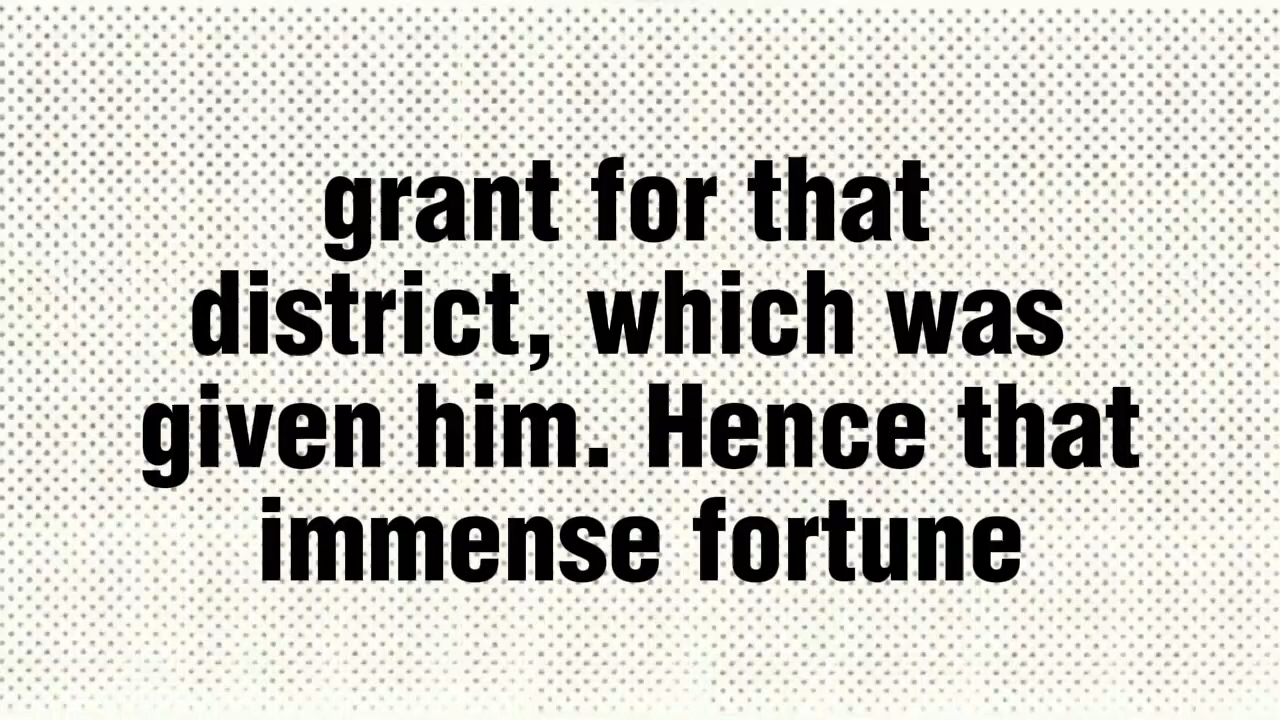 grant for that
district, which was
given him. Hence that
immense fortune